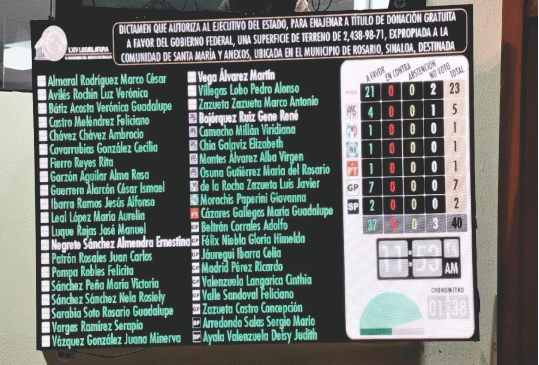 DICTAMEN QUE AUTORIZA AL EJECUTIVO DEL ESTADO, PARA ENAJENAR A TÍTULO DE DONACIÓN GRATUITA
A FAVOR DEL GOBIERNO FEDERAL, UNA SUPERFICIE DE TERRENO DE 2,438-98-71, EXPROPIADA A LA
COMUNIDAD DE SANTA MARÍA Y ANEXOS, UBICADA EN EL MUNICIPIO DE ROSARIO, SINALOA, DESTINADA
LXIV LEGISLATURA
Almaral Rodríguez Marco César
Avilés Rochín Luz Verónica
Bátiz Acosta Verónica Guadalupe
Castro Meléndrez Feliciano
Chávez Chávez Ambrocio
Covarrubias González Cecilia
Fierro Reyes Rita
Garzón Aguilar Alma Rosa
Guerrero Alarcón César Ismael
Ibarra Ramos Jesús Alfonso
Leal López María Aurelia
Luque Rojas José Manuel
Negrete Sánchez Almendra Ernestina
Patrón Rosales Juan Carlos
Pompa Robles Felicita
Sánchez Peña María Victoria
Sánchez Sánchez Nela Rosiely
Sarabia Soto Rosario Guadalupe
Vargas Ramírez Serapio
Vázquez González Juana Minerva
Vega Álvarez Martín
Villegas Lobo Pedro Alonso
Zazueta Zazueta Marco Antonio
Bojórquez Ruiz Gene René
Camacho Millán Viridiana
Chía Galaviz Elizabeth
Montes Álvarez Alba Virgen
Osuna Gutiérrez María del Rosario
de la Rocha Zazueta Luis Javier
Morachis Paperini Giovanna
Cázares Gallegos María Guadalupe
GP Beltrán Corrales Adolfo
GP Félix Niebla Gloria Himelda
GP Jáuregui Ibarra Celia
GP Madrid Pérez Ricardo
GP Valenzuela Langarica Cinthia
GP Valle Sandoval Feliciano
GP Zazueta Castro Concepción
SP Arredondo Salas Sergio Mario
SP Ayala Valenzuela Deisy Judith
A FAVOR EN CONTRA ABSTENCIÓN NO VOTO TOTAL
21 0 0 2 23
4 0 0 1 5
1 0 0 0 1
1 0 0 0 1
1 0 0 0 1
GP 7 0 0 0 7
SP 2 0 0 0 2
37 0 0 3 40
AM
CRONOMETRO
01:38